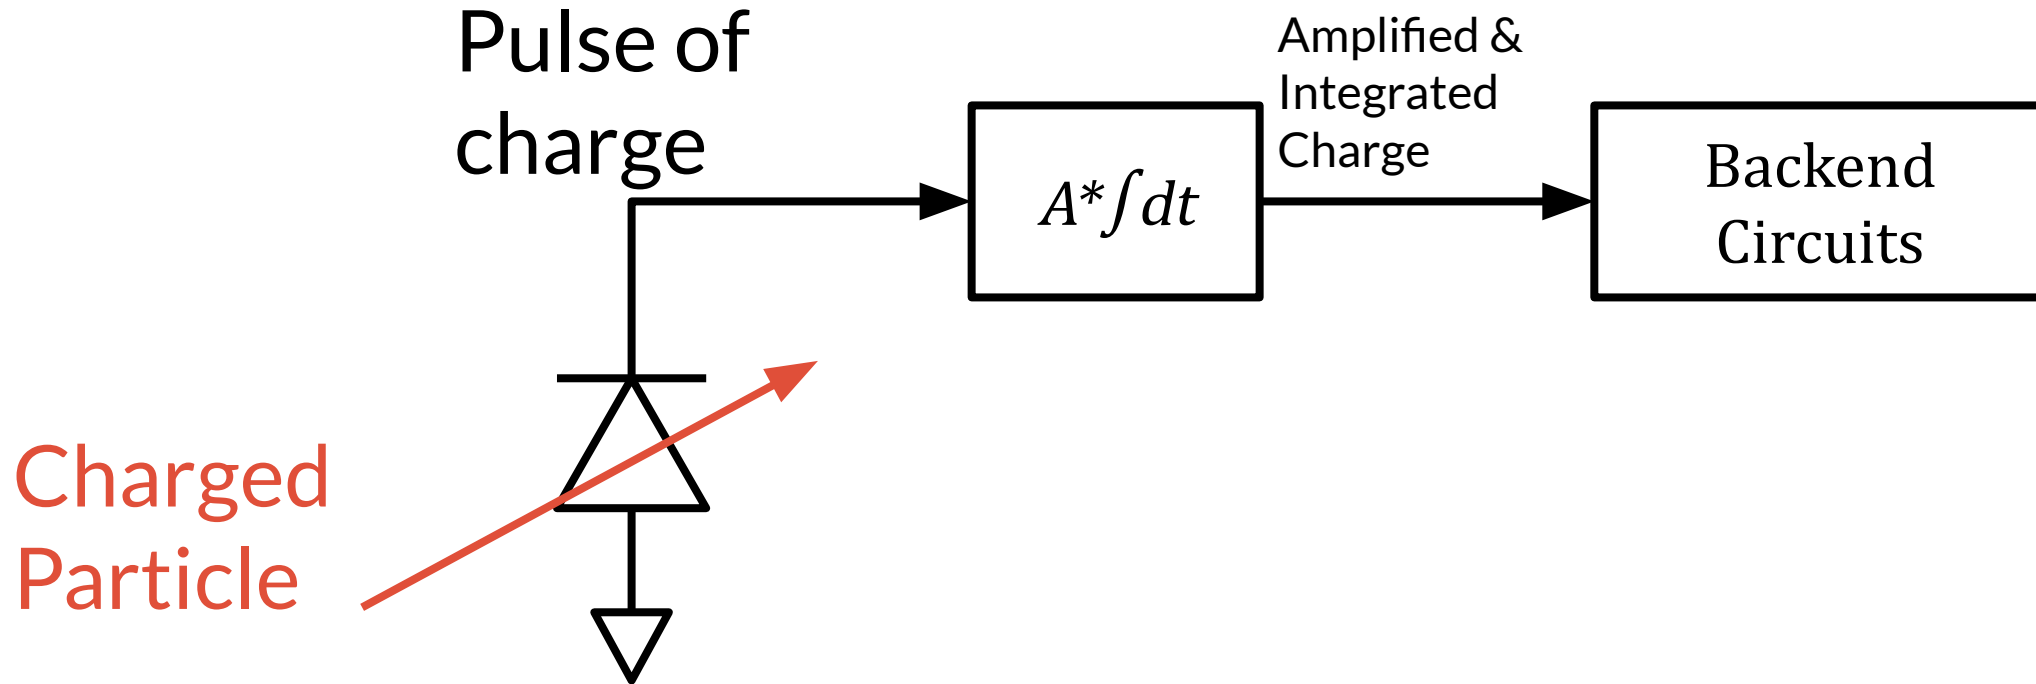 Pulse of
charge
Amplified &
Integrated
Charge
A*∫dt
Backend
Circuits
Charged
Particle